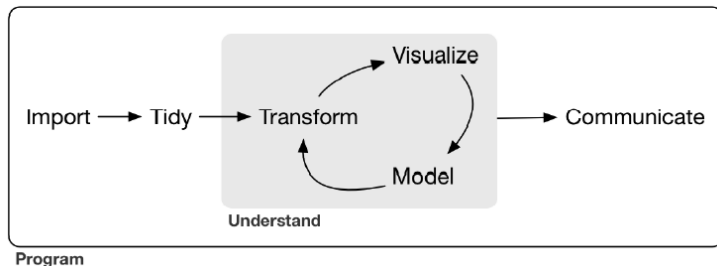 Visualize
Import
Tidy
Transform
Communicate
Model
Understand
Program